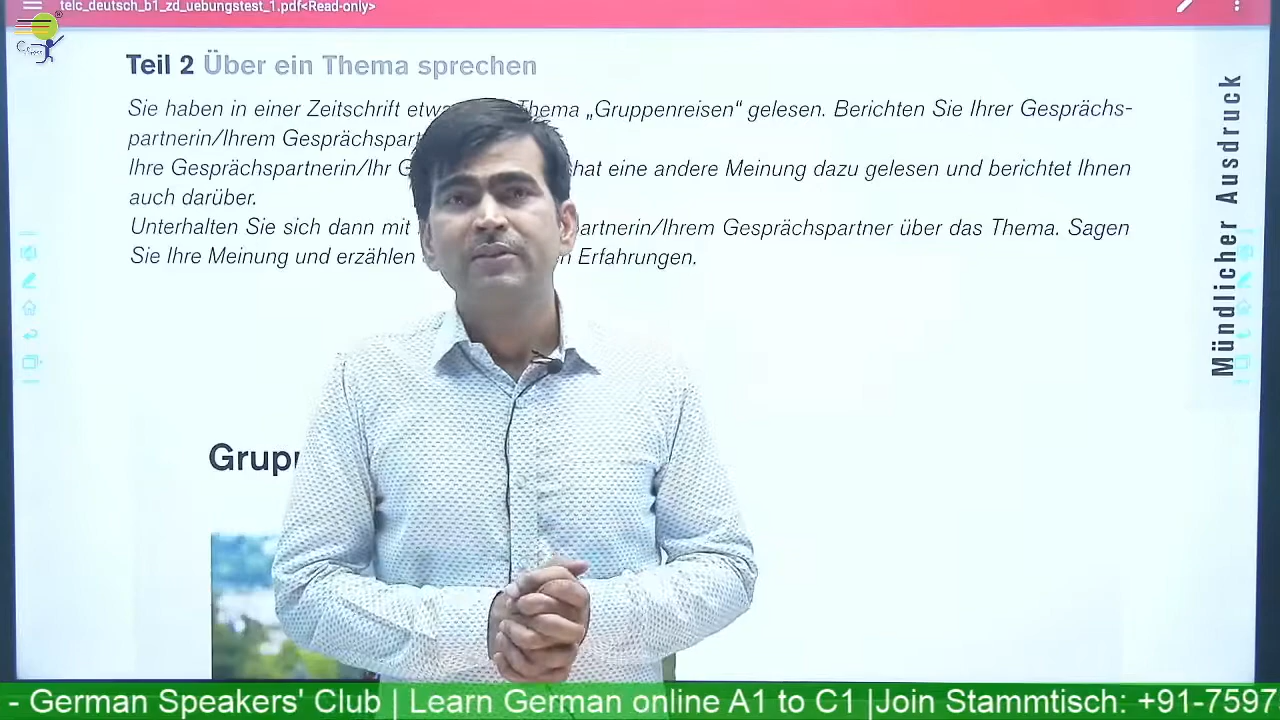 telc_deutsch_b1_zd_uebungstest_1.pdf<Read-only>
Teil 2 Über ein Thema sprechen
Sie haben in einer Zeitschrift etwa Thema „Gruppenreisen“ gelesen. Berichten Sie Ihrer Gesprächs-
partnerin/Ihrem Gesprächspart
Ihre Gesprächspartnerin/Ihr G hat eine andere Meinung dazu gelesen und berichtet Ihnen
auch darüber.
Unterhalten Sie sich dann mit artnerin/Ihrem Gesprächspartner über das Thema. Sagen
Sie Ihre Meinung und erzählen Erfahrungen.
Mündlicher Ausdruck
Grupp
- German Speakers' Club | Learn German online A1 to C1 |Join Stammtisch: +91-7597